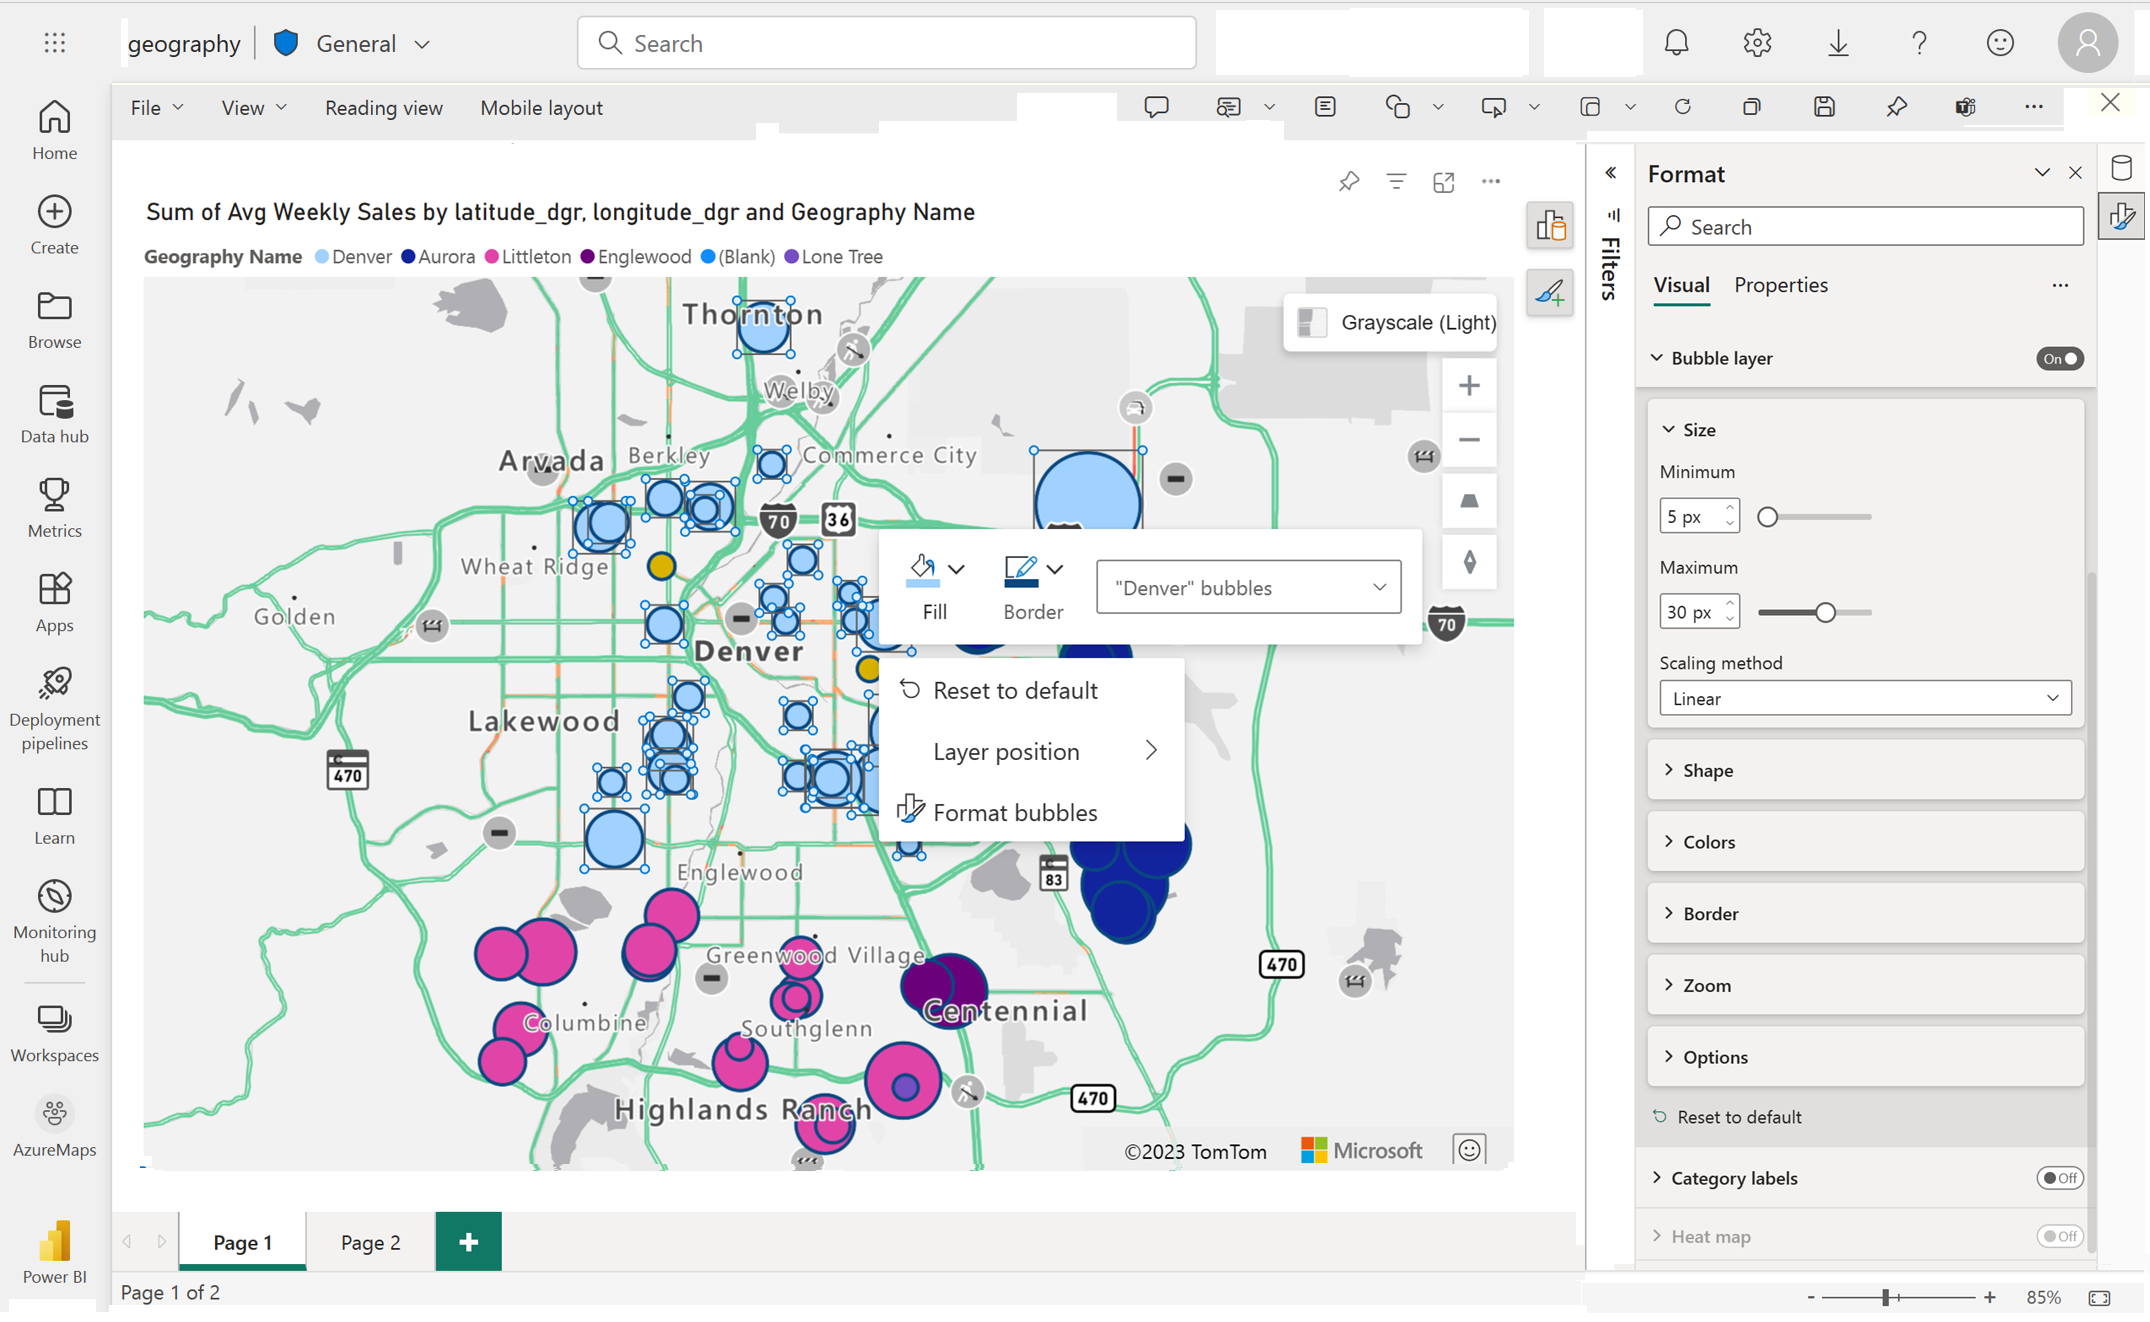 geography
General
Search
File
View
Reading view
Mobile layout
Home
Create
Browse
Data hub
Metrics
Apps
Deployment
pipelines
Learn
Monitoring
hub
Workspaces
AzureMaps
Power BI
Sum of Avg Weekly Sales by latitude_dgr, longitude_dgr and Geography Name
Geography Name Denver Aurora Littleton Englewood (Blank) Lone Tree
Thornton
Grayscale (Light)
Welby
Arvada
Berkley
Commerce City
70
36
Wheat Ridge
Golden
70
Denver
Lakewood
C
470
Englewood
C
83
Greenwood Village
470
Centennial
Columbine
Southglenn
470
Highlands Ranch
©2023 TomTom
Microsoft
Fill
Border
"Denver" bubbles
Reset to default
Layer position
Format bubbles
Filters
Format
Search
Visual
Properties
Bubble layer
On
Size
Minimum
5 px
Maximum
30 px
Scaling method
Linear
Shape
Colors
Border
Zoom
Options
Reset to default
Category labels
Off
Heat map
Off
Page 1
Page 2
+
Page 1 of 2
- + 85%